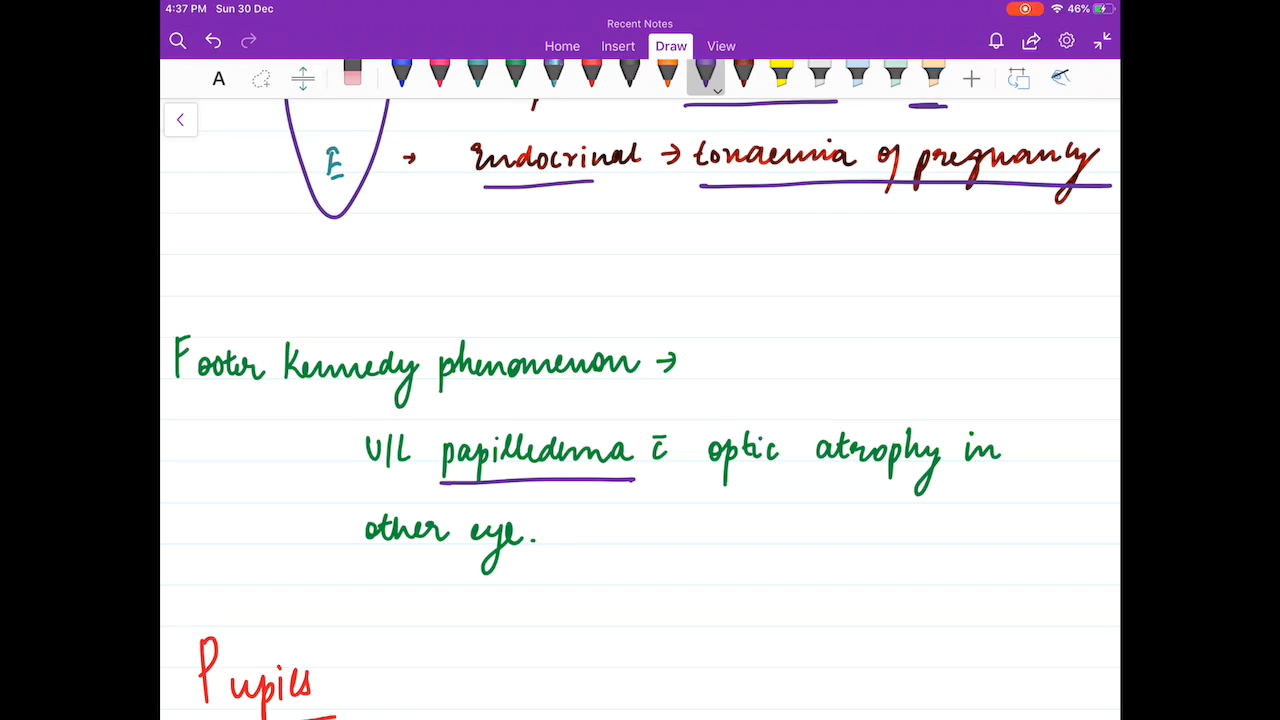 4:37 PM Sun 30 Dec
46%
Recent Notes
Home Insert Draw View
A
E → Endocrinal → toxaemia of pregnancy
Foster Kennedy phenomenon →
U/L papilledema c̄ optic atrophy in
other eye.
Pupils